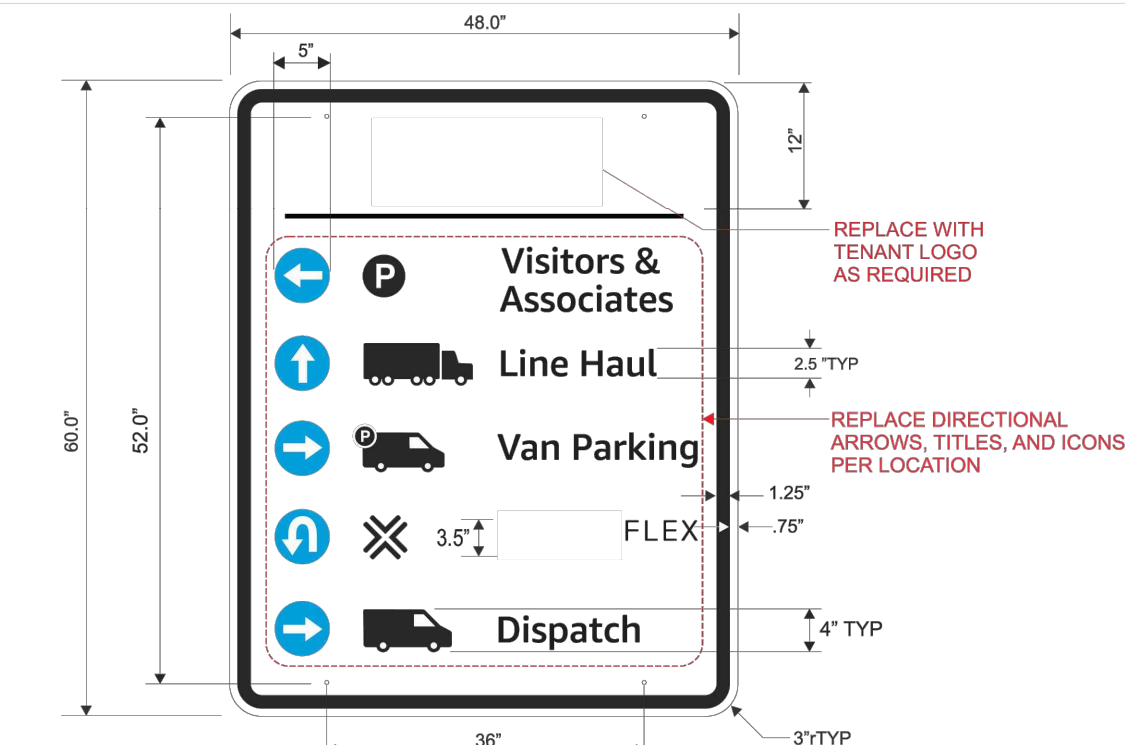 48.0"
5"
12"
REPLACE WITH
TENANT LOGO
AS REQUIRED
P
Visitors &
Associates
Line Haul
2.5 "TYP
60.0"
52.0"
REPLACE DIRECTIONAL
ARROWS, TITLES, AND ICONS
PER LOCATION
P
Van Parking
1.25"
3.5"
FLEX
.75"
Dispatch
4" TYP
36"
3"rTYP